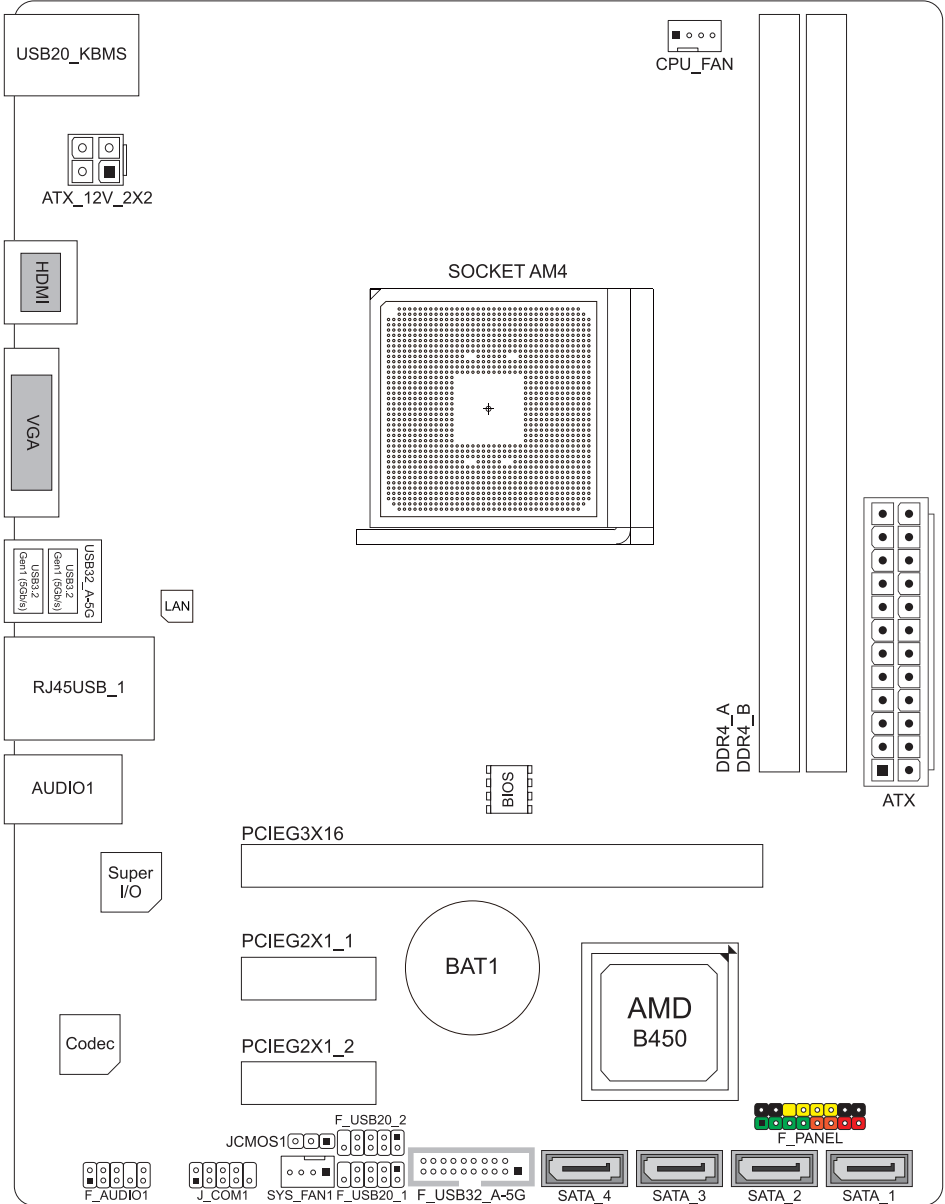 USB20_KBMS
CPU_FAN
ATX_12V_2X2
HDMI
SOCKET AM4
VGA
USB32_A-5G
USB3.2
Gen1 (5Gb/s)
USB3.2
Gen1 (5Gb/s)
LAN
RJ45USB_1
DDR4_A
DDR4_B
AUDIO1
BIOS
ATX
PCIEG3X16
Super
I/O
PCIEG2X1_1
BAT1
AMD
B450
Codec
PCIEG2X1_2
F_USB20_2
JCMOS1
F_PANEL
F_AUDIO1
J_COM1
SYS_FAN1
F_USB20_1
F_USB32_A-5G
SATA_4
SATA_3
SATA_2
SATA_1